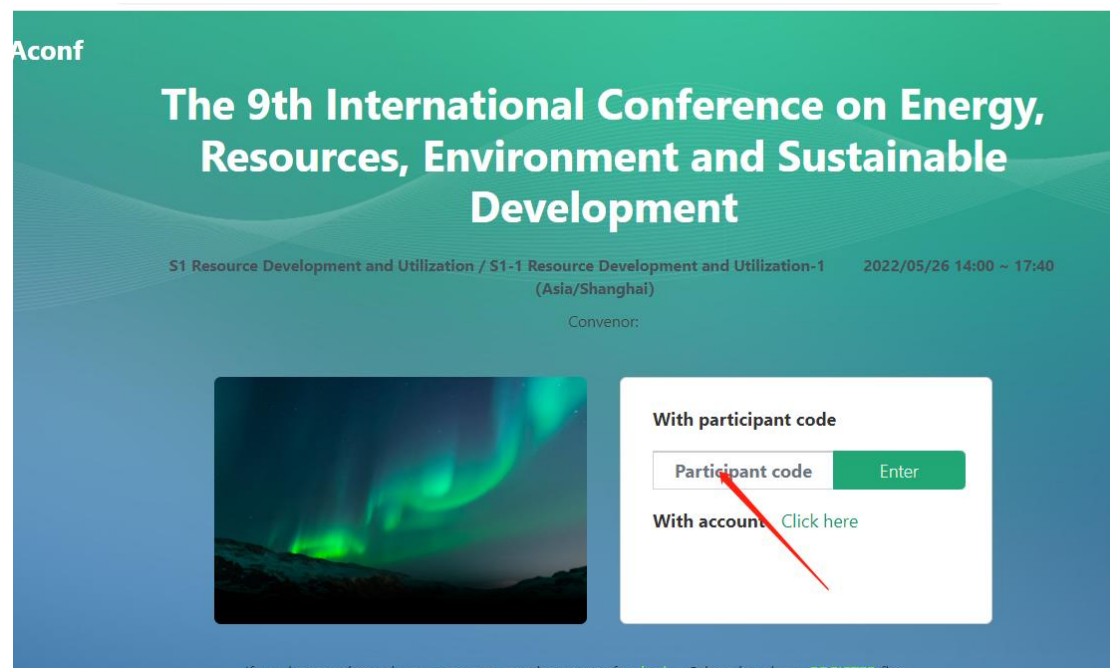 Aconf
The 9th International Conference on Energy,
Resources, Environment and Sustainable
Development
S1 Resource Development and Utilization / S1-1 Resource Development and Utilization-1 2022/05/26 14:00 ~ 17:40
(Asia/Shanghai)
Convenor:
With participant code
Participant code Enter
With account Click here